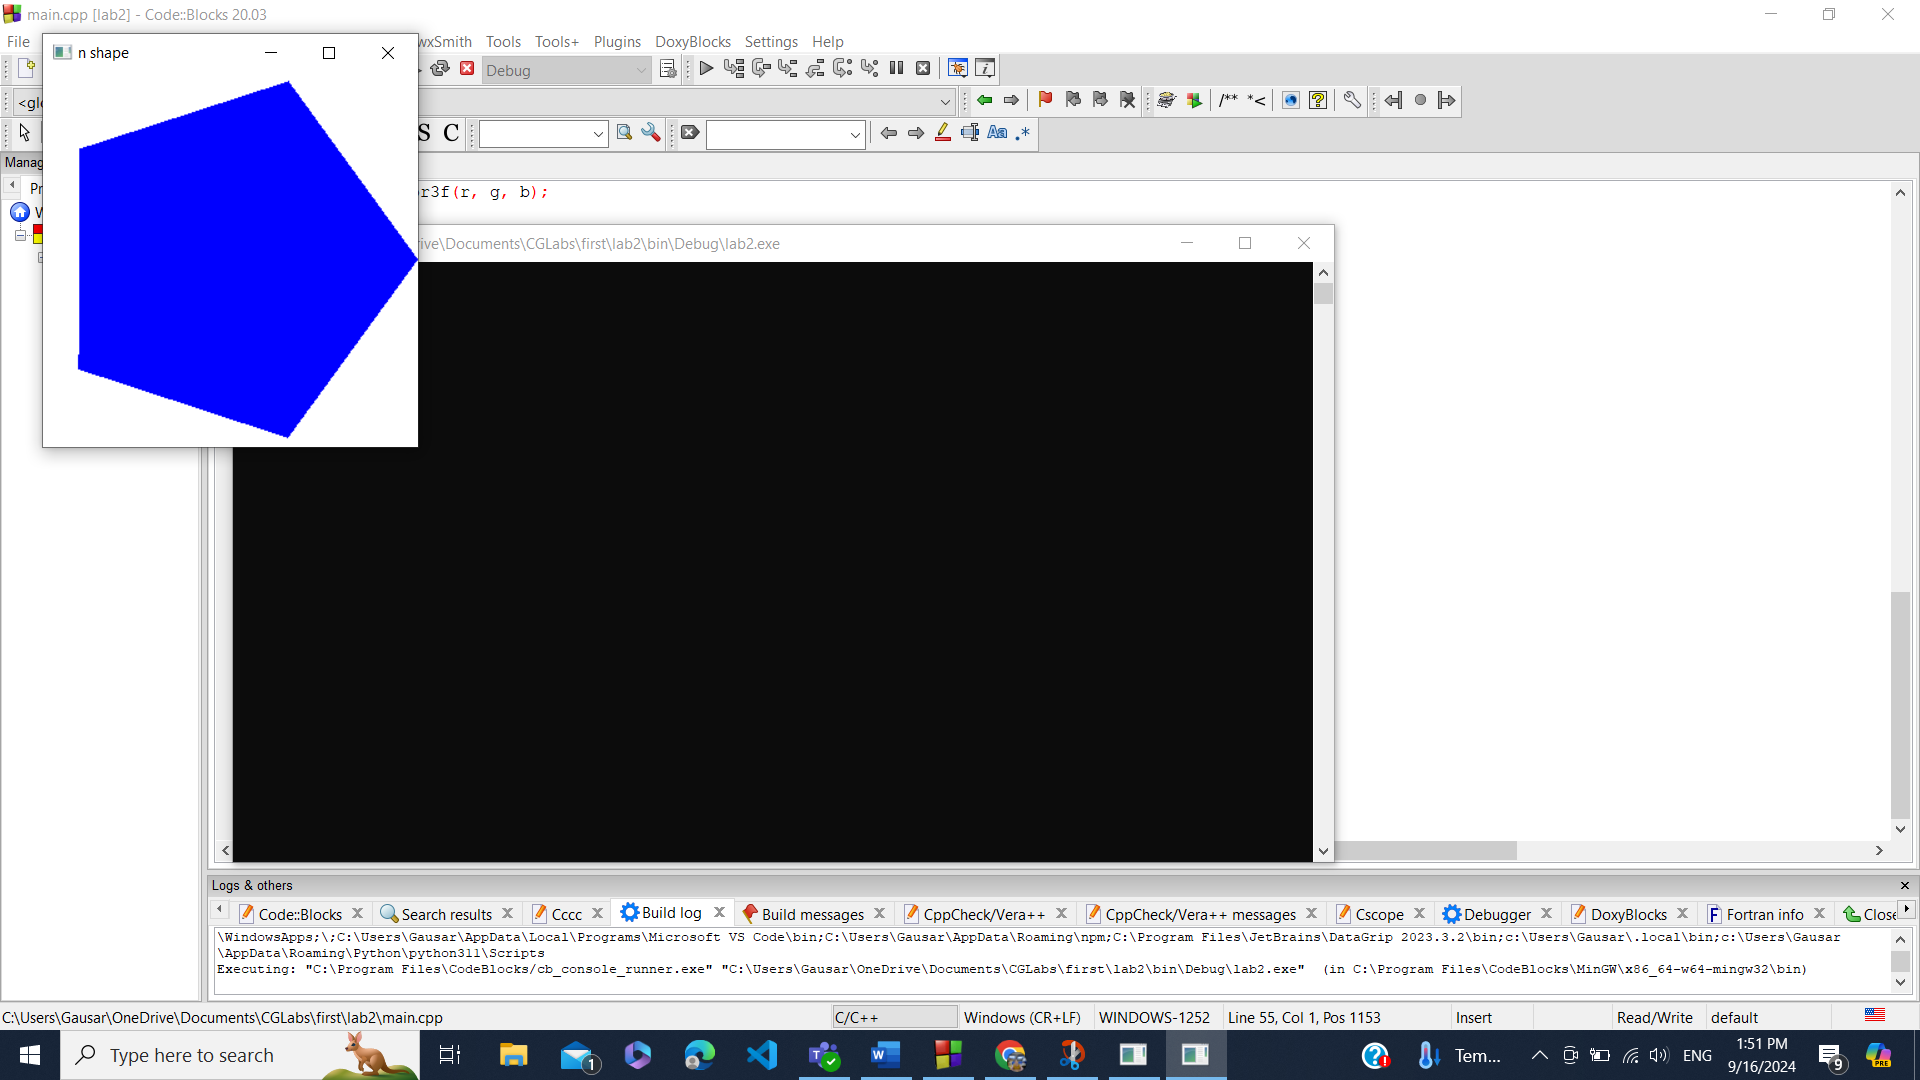 main.cpp [lab2] - Code::Blocks 20.03
File
wxSmith Tools Tools+ Plugins DoxyBlocks Settings Help
n shape
Debug
/** *<
S C
Aa .*
or3f(r, g, b);
\Documents\CGLabs\first\lab2\bin\Debug\lab2.exe
Logs & others
Code::Blocks
Search results
Cccc
Build log
Build messages
CppCheck/Vera++
CppCheck/Vera++ messages
Cscope
Debugger
DoxyBlocks
Fortran info
\WindowsApps;\;C:\Users\Gausar\AppData\Local\Programs\Microsoft VS Code\bin;C:\Users\Gausar\AppData\Roaming\npm;C:\Program Files\JetBrains\DataGrip 2023.3.2\bin;c:\Users\Gausar\.local\bin;c:\Users\Gausar
\AppData\Roaming\Python\python311\Scripts
Executing: "C:\Program Files\CodeBlocks/cb_console_runner.exe" "C:\Users\Gausar\OneDrive\Documents\CGLabs\first\lab2\bin\Debug\lab2.exe"  (in C:\Program Files\CodeBlocks\MinGW\x86_64-w64-mingw32\bin)
C:\Users\Gausar\OneDrive\Documents\CGLabs\first\lab2\main.cpp
C/C++
Windows (CR+LF)
WINDOWS-1252
Line 55, Col 1, Pos 1153
Insert
Read/Write
default
Type here to search
1
Tem...
ENG
1:51 PM
9/16/2024
9
PRE